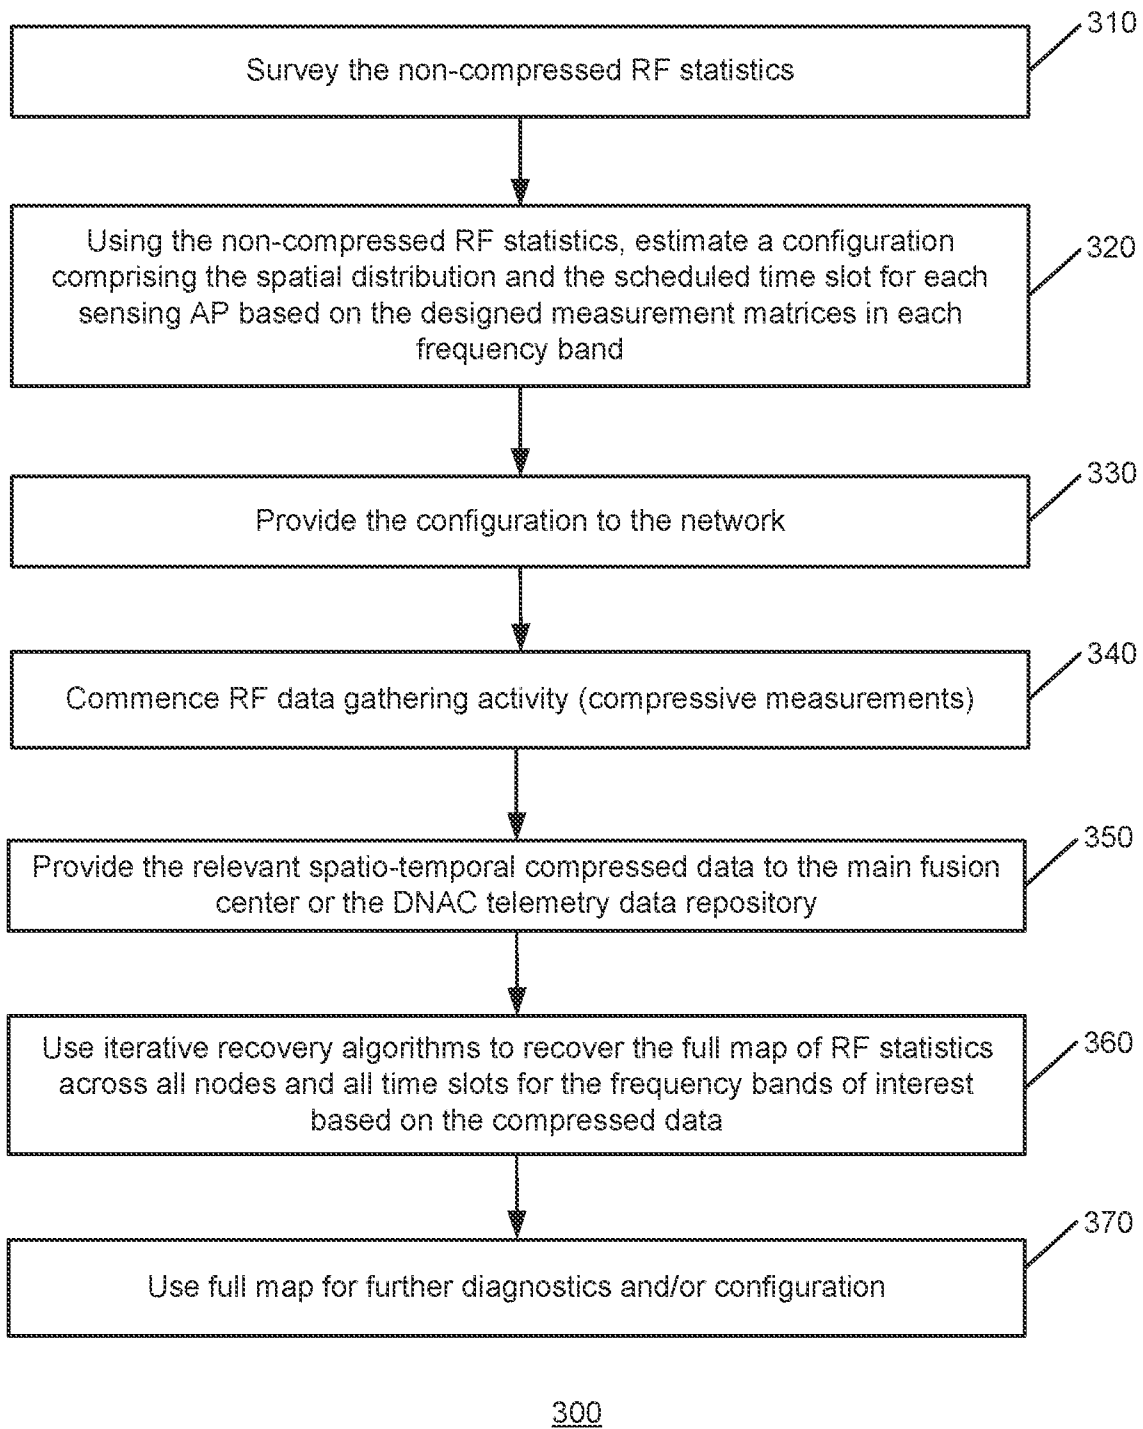 310
Survey the non-compressed RF statistics
320
Using the non-compressed RF statistics, estimate a configuration
comprising the spatial distribution and the scheduled time slot for each
sensing AP based on the designed measurement matrices in each
frequency band
330
Provide the configuration to the network
340
Commence RF data gathering activity (compressive measurements)
350
Provide the relevant spatio-temporal compressed data to the main fusion
center or the DNAC telemetry data repository
360
Use iterative recovery algorithms to recover the full map of RF statistics
across all nodes and all time slots for the frequency bands of interest
based on the compressed data
370
Use full map for further diagnostics and/or configuration
300